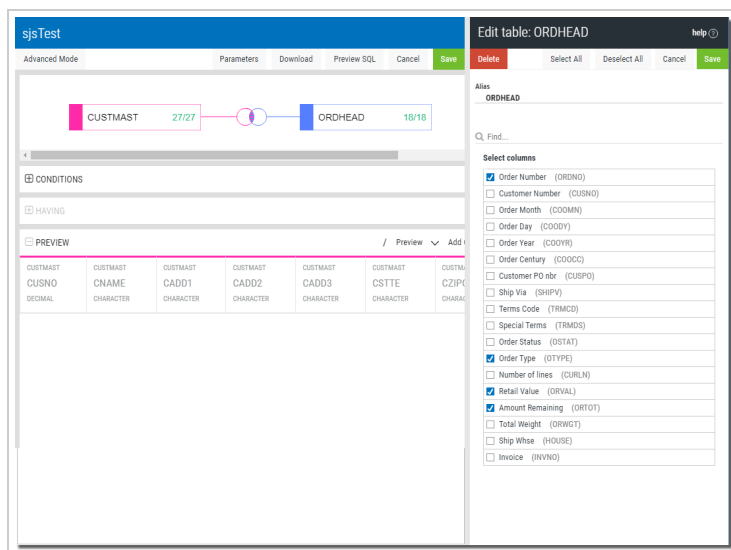 sjsTest
Advanced Mode Parameters Download Preview SQL Cancel Save
CUSTMAST 27/27 ORDHEAD 18/18
CONDITIONS
HAVING
PREVIEW / Preview Add
CUSTMAST CUSTMAST CUSTMAST CUSTMAST CUSTMAST CUSTMAST CUSTMA
CUSNO CNAME CADD1 CADD2 CADD3 CSTTE CZIPC
DECIMAL CHARACTER CHARACTER CHARACTER CHARACTER CHARACTER CHARAC
Edit table: ORDHEAD help ?
Delete Select All Deselect All Cancel Save
Alias
ORDHEAD
Find...
Select columns
Order Number (ORDNO)
Customer Number (CUSNO)
Order Month (COOMN)
Order Day (COODY)
Order Year (COOYR)
Order Century (COOCC)
Customer PO nbr (CUSPO)
Ship Via (SHIPV)
Terms Code (TRMCD)
Special Terms (TRMDS)
Order Status (OSTAT)
Order Type (OTYPE)
Number of lines (CURLN)
Retail Value (ORVAL)
Amount Remaining (ORTOT)
Total Weight (ORWGT)
Ship Whse (HOUSE)
Invoice (INVNO)